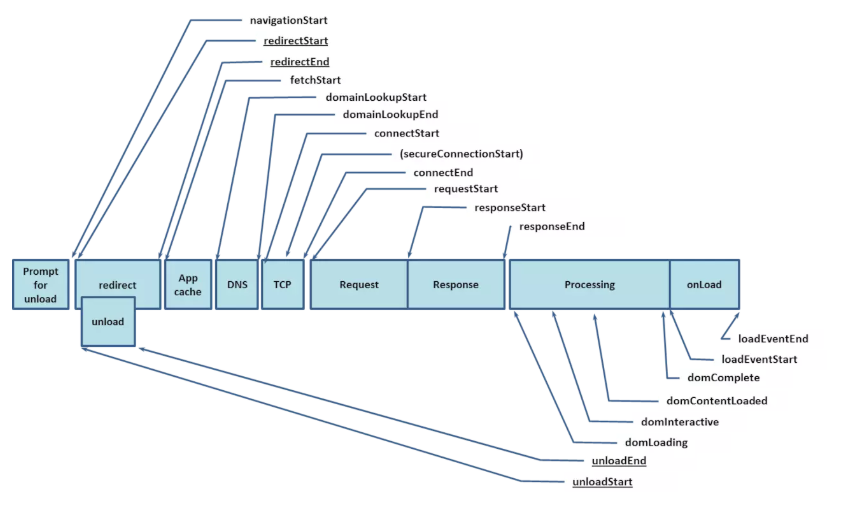 navigationStart
redirectStart
redirectEnd
fetchStart
domainLookupStart
domainLookupEnd
connectStart
(secureConnectionStart)
connectEnd
requestStart
responseStart
responseEnd
Prompt
for
unload
redirect
unload
App
cache
DNS
TCP
Request
Response
Processing
onLoad
loadEventEnd
loadEventStart
domComplete
domContentLoaded
domInteractive
domLoading
unloadEnd
unloadStart